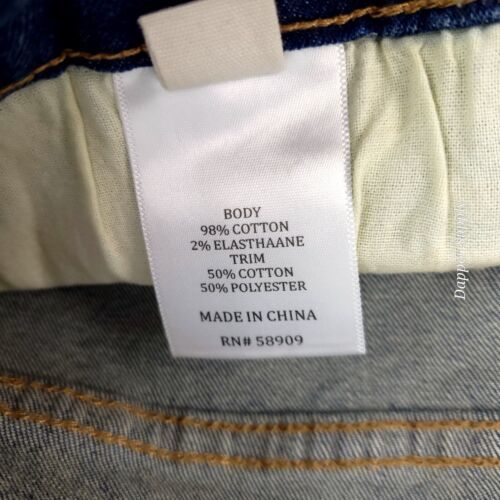 BODY
98% COTTON
2% ELASTHAANE
TRIM
50% COTTON
50% POLYESTER
MADE IN CHINA
RN# 58909